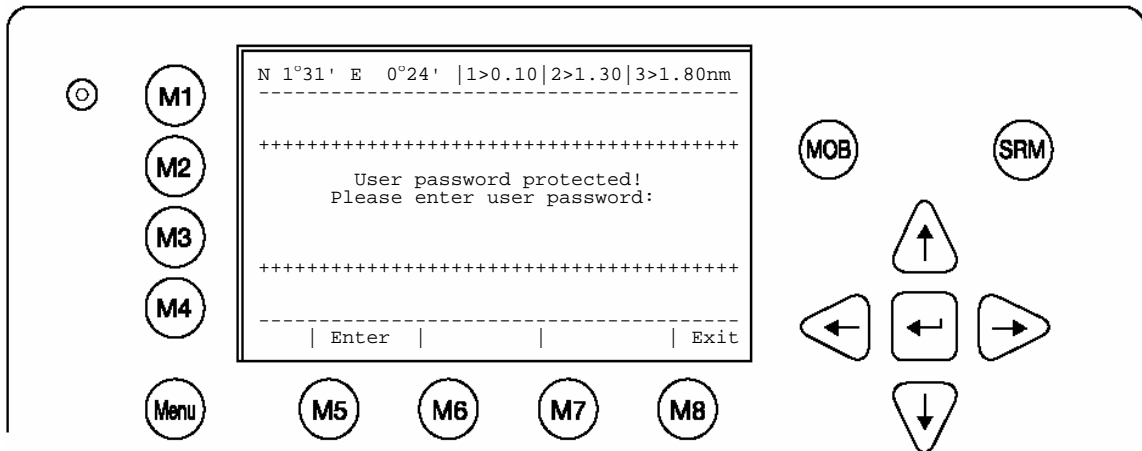 N 1°31' E 0°24' |1>0.10|2>1.30|3>1.80nm
----------------------------------------
++++++++++++++++++++++++++++++++++++++++
User password protected!
Please enter user password:
++++++++++++++++++++++++++++++++++++++++
----------------------------------------
| Enter | | | Exit
M1
M2
M3
M4
Menu
M5
M6
M7
M8
MOB
SRM